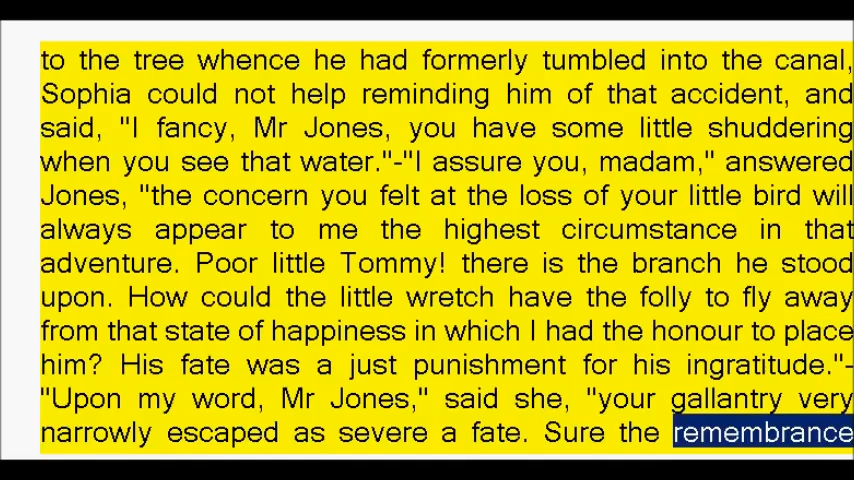 to the tree whence he had formerly tumbled into the canal,
Sophia could not help reminding him of that accident, and
said, "I fancy, Mr Jones, you have some little shuddering
when you see that water."-"I assure you, madam," answered
Jones, "the concern you felt at the loss of your little bird will
always appear to me the highest circumstance in that
adventure. Poor little Tommy! there is the branch he stood
upon. How could the little wretch have the folly to fly away
from that state of happiness in which I had the honour to place
him? His fate was a just punishment for his ingratitude."-
"Upon my word, Mr Jones," said she, "your gallantry very
narrowly escaped as severe a fate. Sure the remembrance